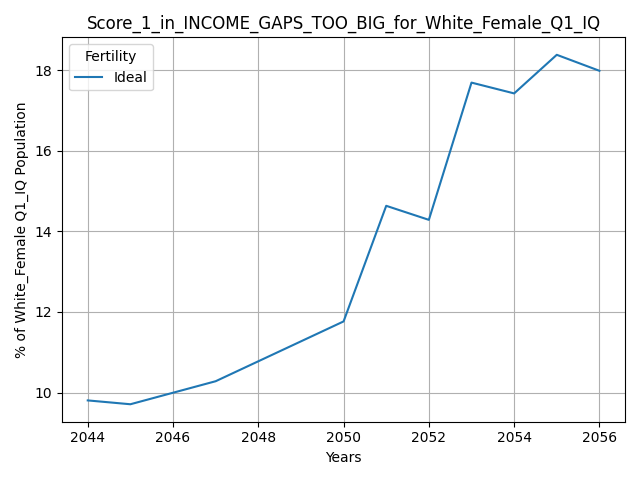 Score_1_in_INCOME_GAPS_TOO_BIG_for_White_Female_Q1_IQ
Fertility
Ideal
% of White_Female Q1_IQ Population
18
16
14
12
10
2044 2046 2048 2050 2052 2054 2056
Years